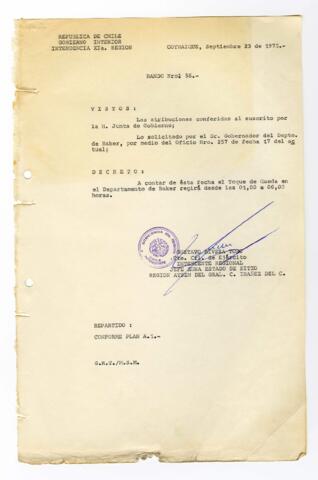 REPUBLICA DE CHILE
GOBIERNO INTERIOR
INTENDENCIA XIa. REGION
COYHAIQUE, Septiembre 23 de 1975.-
BANDO Nro. 56.-
V I S T O S :
Las atribuciones conferidas al suscrito por
la H. Junta de Gobierno;
Lo solicitado por el Sr. Gobernador del Depto.
de Baker, por medio del Oficio Nro. 257 de fecha 17 del ac
tual;
D E C R E T O :
A contar de ésta fecha el Toque de Queda en
el Departamento de Baker regirá desde las 01,00 a 06,00
horas.
GUSTAVO RIVERA TORO
Tte. Crl. de Ejército
INTENDENTE REGIONAL
JEFE ZONA ESTADO DE SITIO
REGION AYSEN DEL GRAL. C. IBAÑEZ DEL C.
REPARTIDO :
CONFORME PLAN A.1.-
G.R.T./M.S.M.